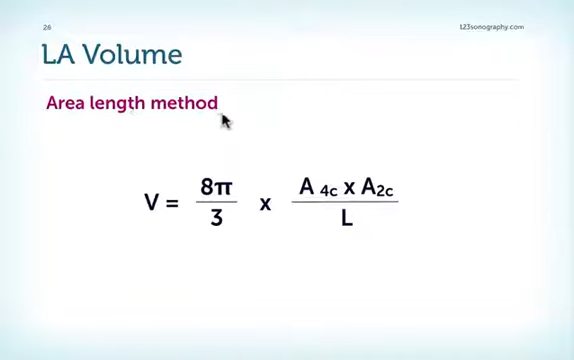 26
123sonography.com
LA Volume
Area length method
V = 8π/3 x A 4c x A2c/L